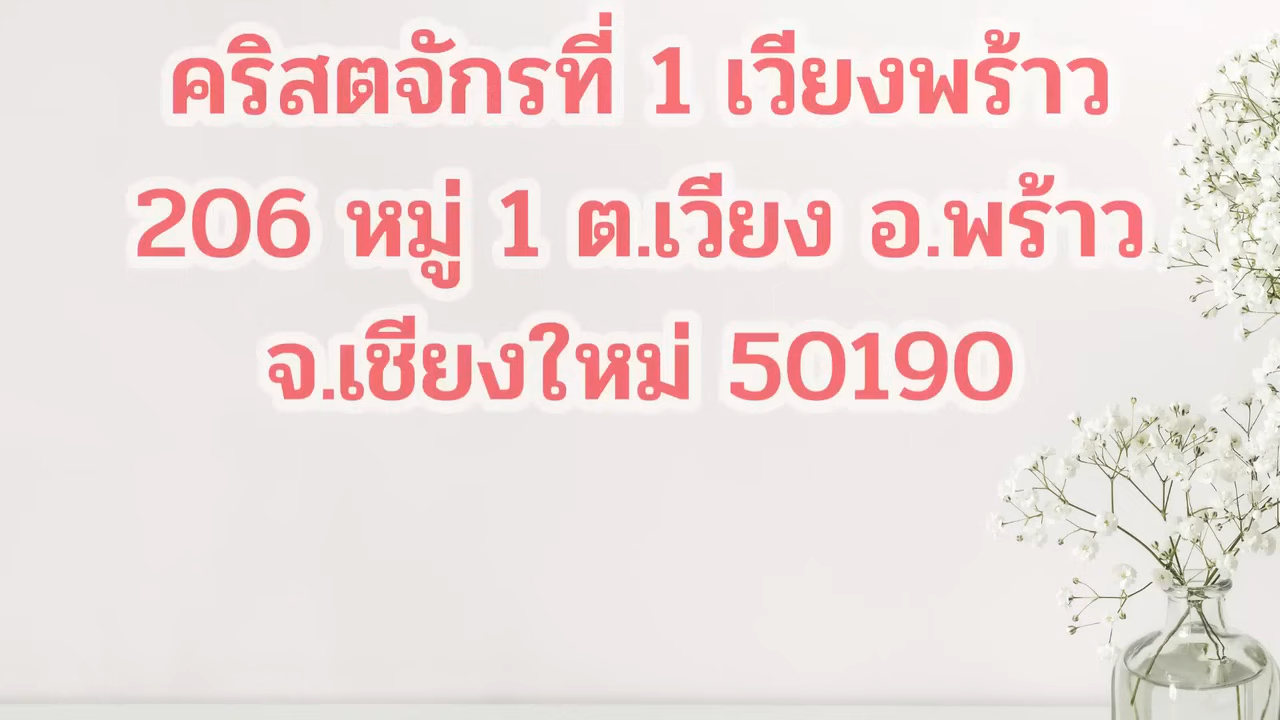 คริสตจักรที่ 1 เวียงพร้าว
206 หมู่ 1 ต.เวียง อ.พร้าว
จ.เชียงใหม่ 50190